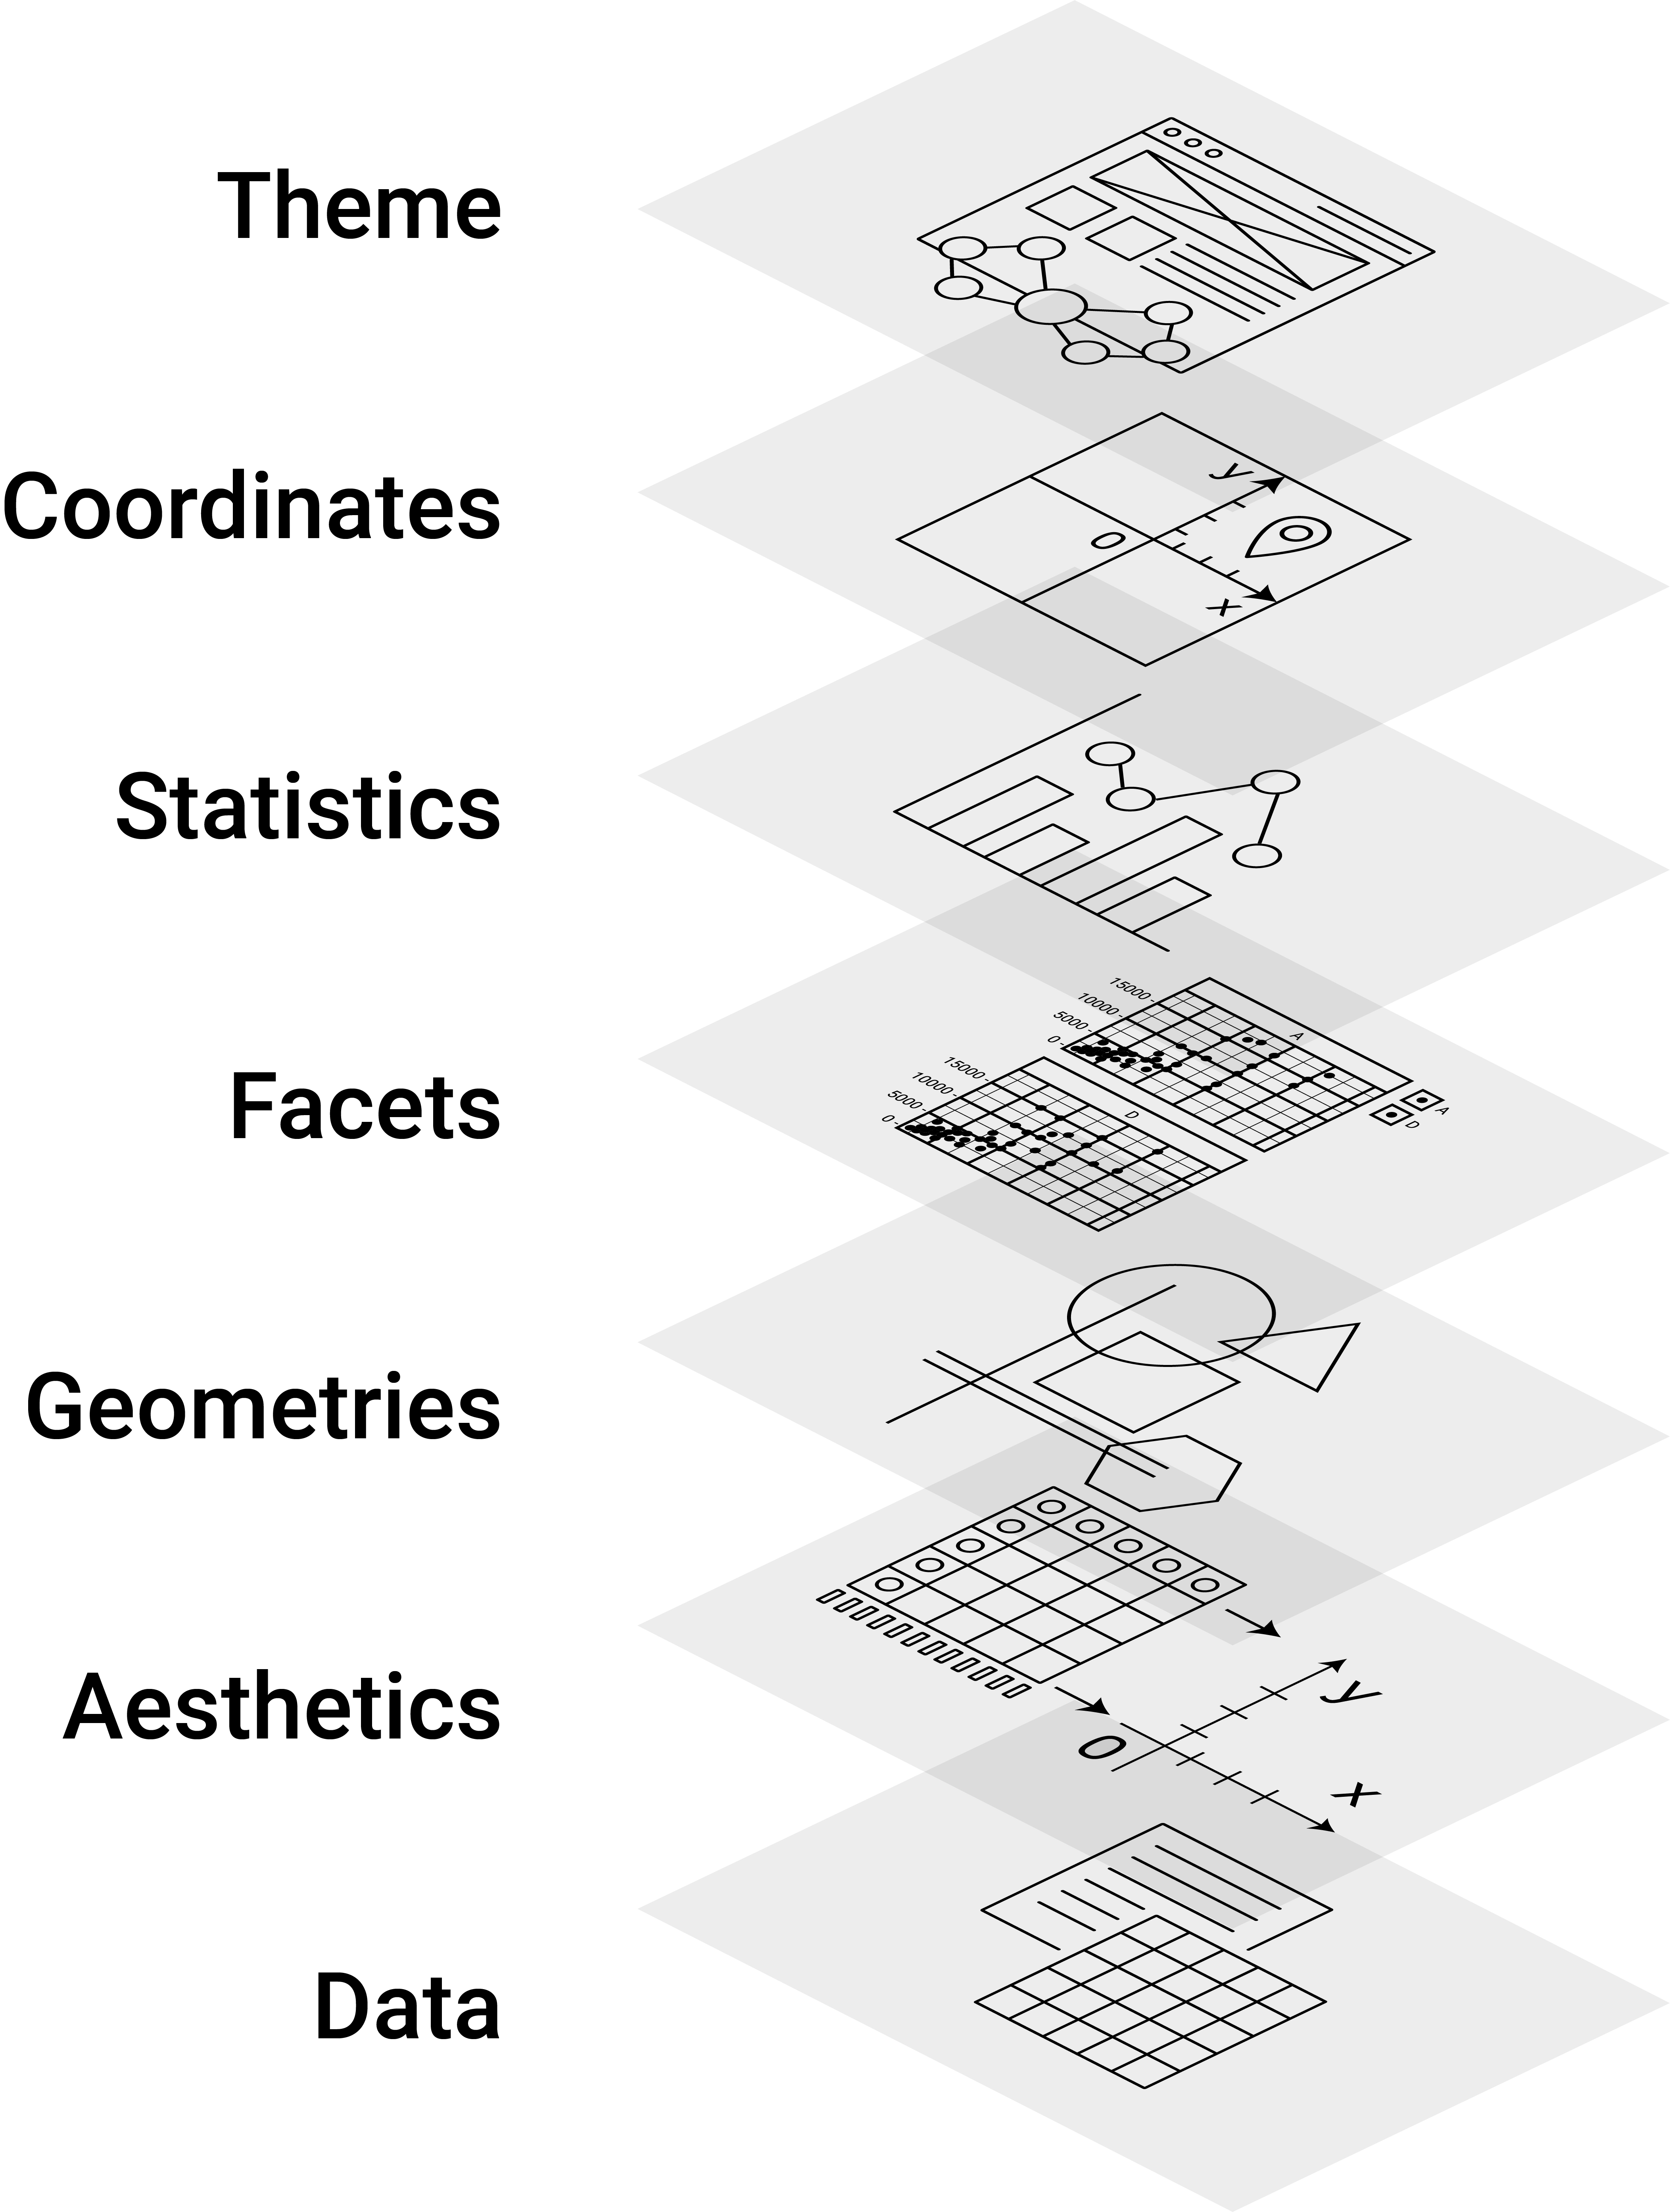 Theme
Coordinates
y
0
x
Statistics
Facets
15000
10000
5000
0
A
15000
10000
5000
0
D
A
D
Geometries
Aesthetics
y
0
x
Data